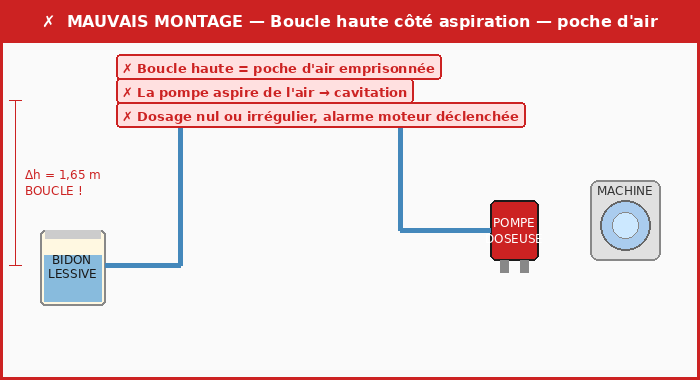 ✗ MAUVAIS MONTAGE — Boucle haute côté aspiration — poche d'air
✗ Boucle haute = poche d'air emprisonnée
✗ La pompe aspire de l'air → cavitation
✗ Dosage nul ou irrégulier, alarme moteur déclenchée
Δh = 1,65 m
BOUCLE !
BIDON
LESSIVE
POMPE
DOSEUSE
MACHINE